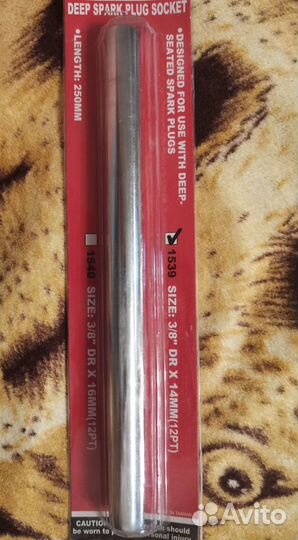 DEEP SPARK PLUG SOCKET
•DESIGNED FOR USE WITH DEEP-
SEATED SPARK PLUGS
•LENGTH: 250MM
1539 SIZE: 3/8" DR X 14MM(12PT)
1540 SIZE: 3/8" DR X 16MM(12PT)
CAUTION
should
be worn to
personal injury
Avito